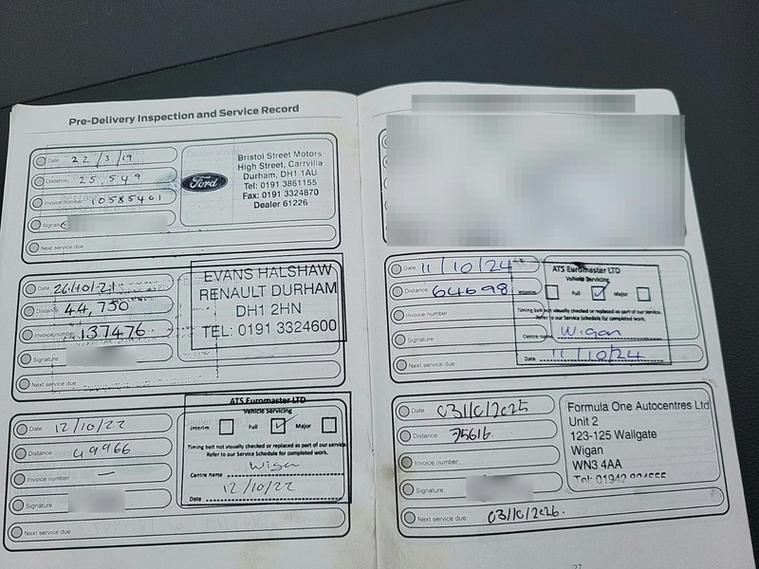 Pre-Delivery Inspection and Service Record
Date 22/3/19
Distance 25,549
Invoice number 10585401
Signature
Next service due
Ford
Bristol Street Motors
High Street, Carrville
Durham, DH1 1AU
Tel: 0191 3861155
Fax: 0191 3324870
Dealer 61226
Date 26/10/21
Distance 44,750
Invoice number 137476
Signature
Next service due
EVANS HALSHAW
RENAULT DURHAM
DH1 2HN
TEL: 0191 3324600
Date 12/10/22
Distance 49966
Invoice number —
Signature
Next service due
ATS Euromaster LTD
Vehicle Servicing
Interim Full ✓ Major
Timing belt not visually checked or replaced as part of our service.
Refer to our Service Schedule for completed work.
Centre name Wigan
Date 12/10/22
Date 11/10/24
Distance 64698
Invoice number
Signature
Next service due
ATS Euromaster LTD
Vehicle Servicing
Interim Full ✓ Major
Timing belt not visually checked or replaced as part of our service.
Refer to our Service Schedule for completed work.
Centre name Wigan
Date 11/10/24
Date 03/10/2025
Distance 75616
Invoice number
Signature
Next service due 03/10/2026.
Formula One Autocentres Ltd
Unit 2
123-125 Wallgate
Wigan
WN3 4AA
Tel: 01942
27